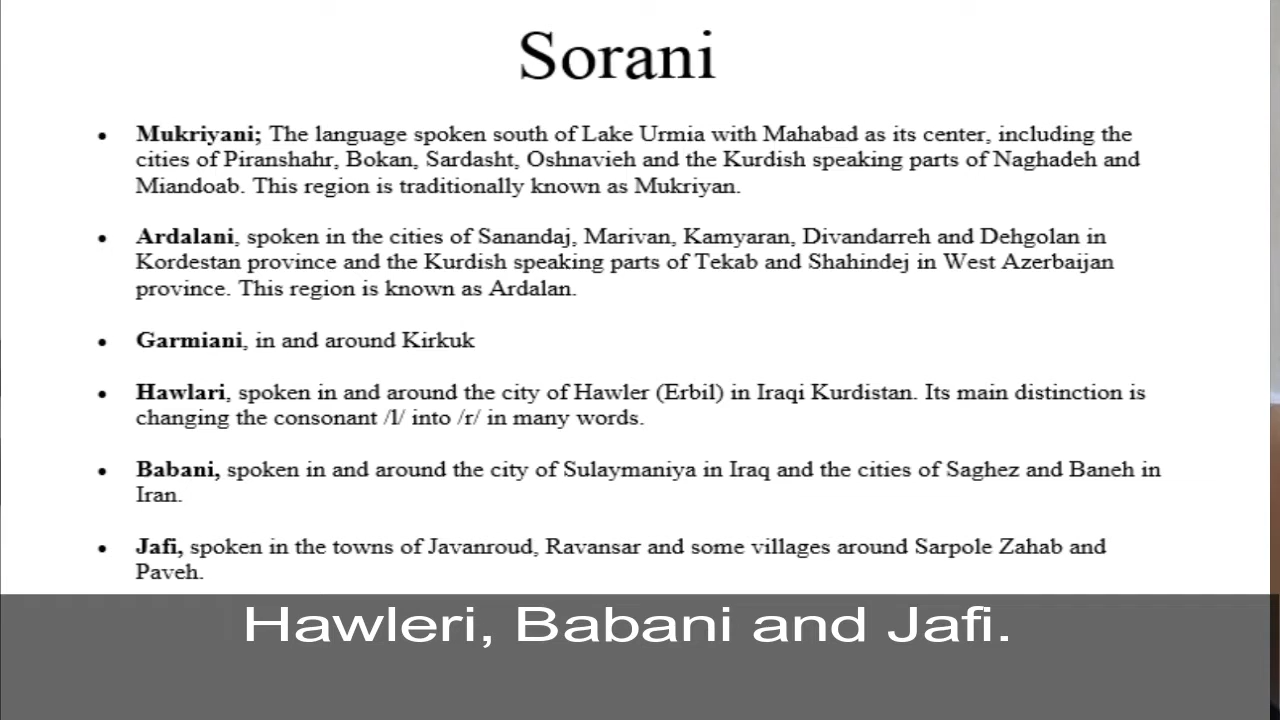 Sorani
• Mukriyani; The language spoken south of Lake Urmia with Mahabad as its center, including the
cities of Piranshahr, Bokan, Sardasht, Oshnavieh and the Kurdish speaking parts of Naghadeh and
Miandoab. This region is traditionally known as Mukriyan.
• Ardalani, spoken in the cities of Sanandaj, Marivan, Kamyaran, Divandarreh and Dehgolan in
Kordestan province and the Kurdish speaking parts of Tekab and Shahindej in West Azerbaijan
province. This region is known as Ardalan.
• Garmiani, in and around Kirkuk
• Hawlari, spoken in and around the city of Hawler (Erbil) in Iraqi Kurdistan. Its main distinction is
changing the consonant /l/ into /r/ in many words.
• Babani, spoken in and around the city of Sulaymaniya in Iraq and the cities of Saghez and Baneh in
Iran.
• Jafi, spoken in the towns of Javanroud, Ravansar and some villages around Sarpole Zahab and
Paveh.
Hawleri, Babani and Jafi.